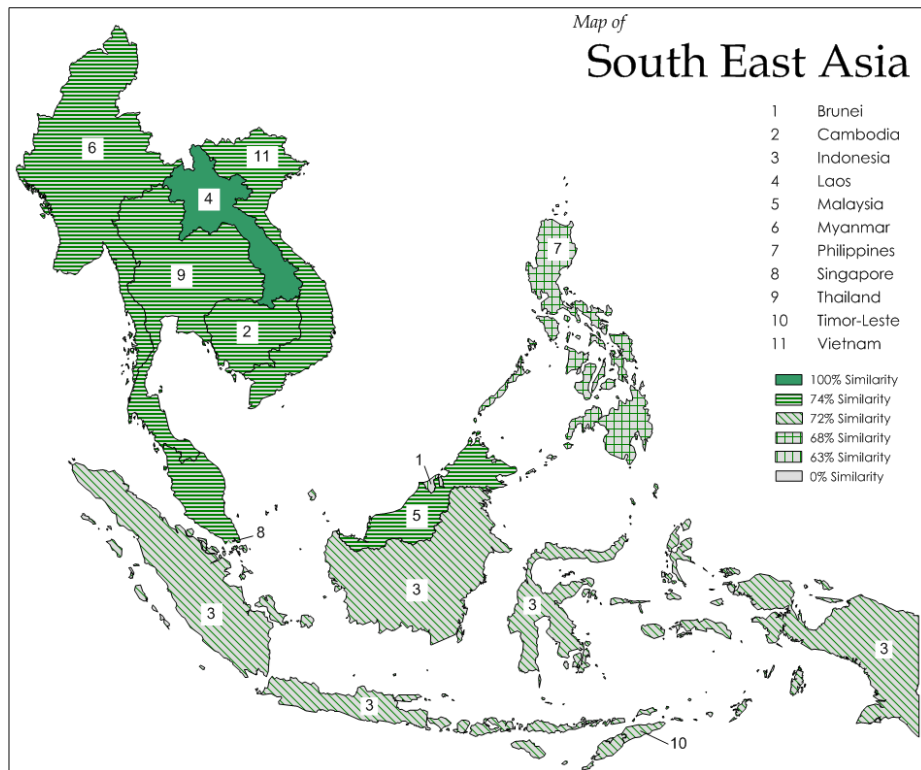 Map of
South East Asia
1 Brunei
2 Cambodia
3 Indonesia
4 Laos
5 Malaysia
6 Myanmar
7 Philippines
8 Singapore
9 Thailand
10 Timor-Leste
11 Vietnam
100% Similarity
74% Similarity
72% Similarity
68% Similarity
63% Similarity
0% Similarity
6
11
4
7
9
2
1
5
8
3
3
3
3
3
10